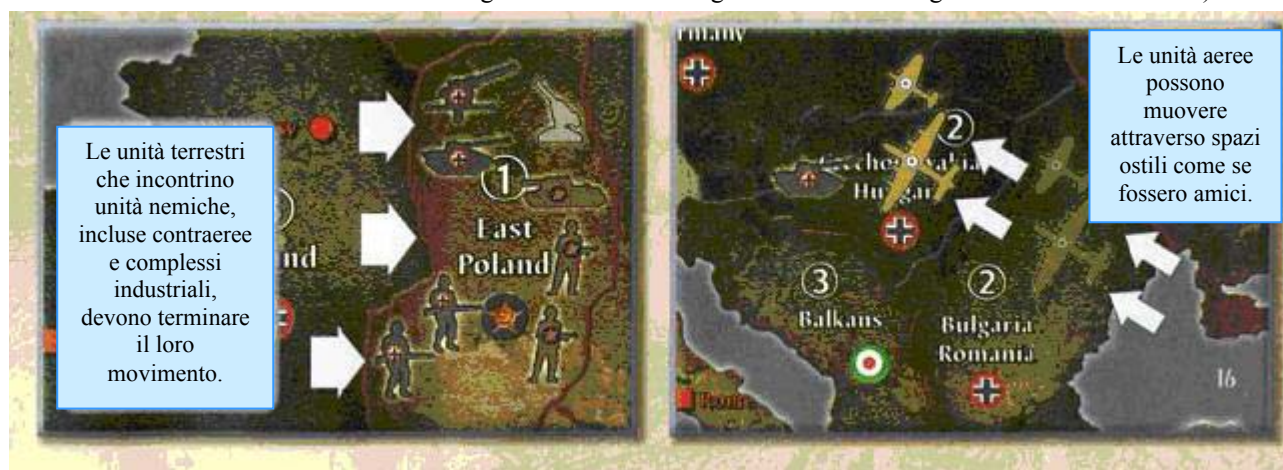 Le unità terrestri
che incontrino
unità nemiche,
incluse contraeree
e complessi
industriali,
devono terminare
il loro
movimento.
1
East
Poland
Le unità aeree
possono
muovere
attraverso spazi
ostili come se
fossero amici.
2
Hungary
3
Balkans
2
Bulgaria
Romania
16